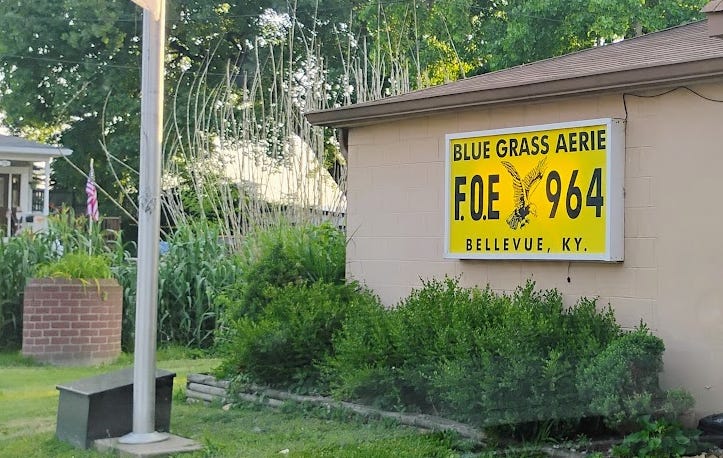 BLUE GRASS AERIE
F.O.E 964
BELLEVUE, KY.